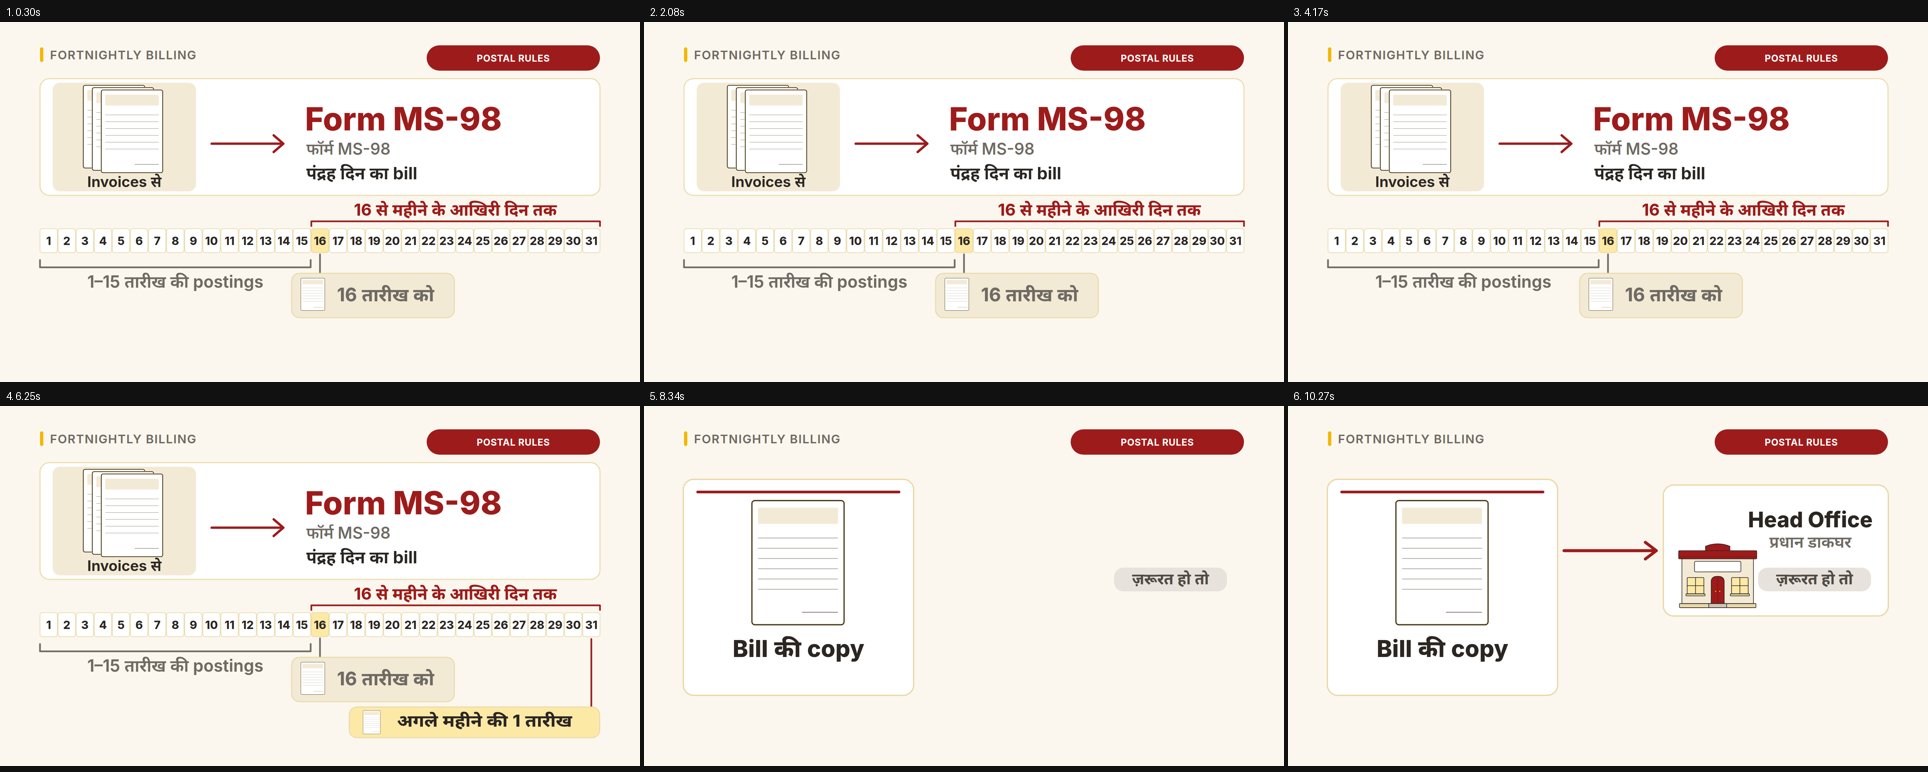 1. 0.30s
FORTNIGHTLY BILLING
POSTAL RULES
Invoices से
Form MS-98
फॉर्म MS-98
पंद्रह दिन का bill
16 से महीने के आखिरी दिन तक
1 2 3 4 5 6 7 8 9 10 11 12 13 14 15 16 17 18 19 20 21 22 23 24 25 26 27 28 29 30 31
1–15 तारीख की postings
16 तारीख को
2. 2.08s
FORTNIGHTLY BILLING
POSTAL RULES
Invoices से
Form MS-98
फॉर्म MS-98
पंद्रह दिन का bill
16 से महीने के आखिरी दिन तक
1 2 3 4 5 6 7 8 9 10 11 12 13 14 15 16 17 18 19 20 21 22 23 24 25 26 27 28 29 30 31
1–15 तारीख की postings
16 तारीख को
3. 4.17s
FORTNIGHTLY BILLING
POSTAL RULES
Invoices से
Form MS-98
फॉर्म MS-98
पंद्रह दिन का bill
16 से महीने के आखिरी दिन तक
1 2 3 4 5 6 7 8 9 10 11 12 13 14 15 16 17 18 19 20 21 22 23 24 25 26 27 28 29 30 31
1–15 तारीख की postings
16 तारीख को
4. 6.25s
FORTNIGHTLY BILLING
POSTAL RULES
Invoices से
Form MS-98
फॉर्म MS-98
पंद्रह दिन का bill
16 से महीने के आखिरी दिन तक
1 2 3 4 5 6 7 8 9 10 11 12 13 14 15 16 17 18 19 20 21 22 23 24 25 26 27 28 29 30 31
1–15 तारीख की postings
16 तारीख को
अगले महीने की 1 तारीख
5. 8.34s
FORTNIGHTLY BILLING
POSTAL RULES
Bill की copy
ज़रूरत हो तो
6. 10.27s
FORTNIGHTLY BILLING
POSTAL RULES
Bill की copy
Head Office
प्रधान डाकघर
ज़रूरत हो तो